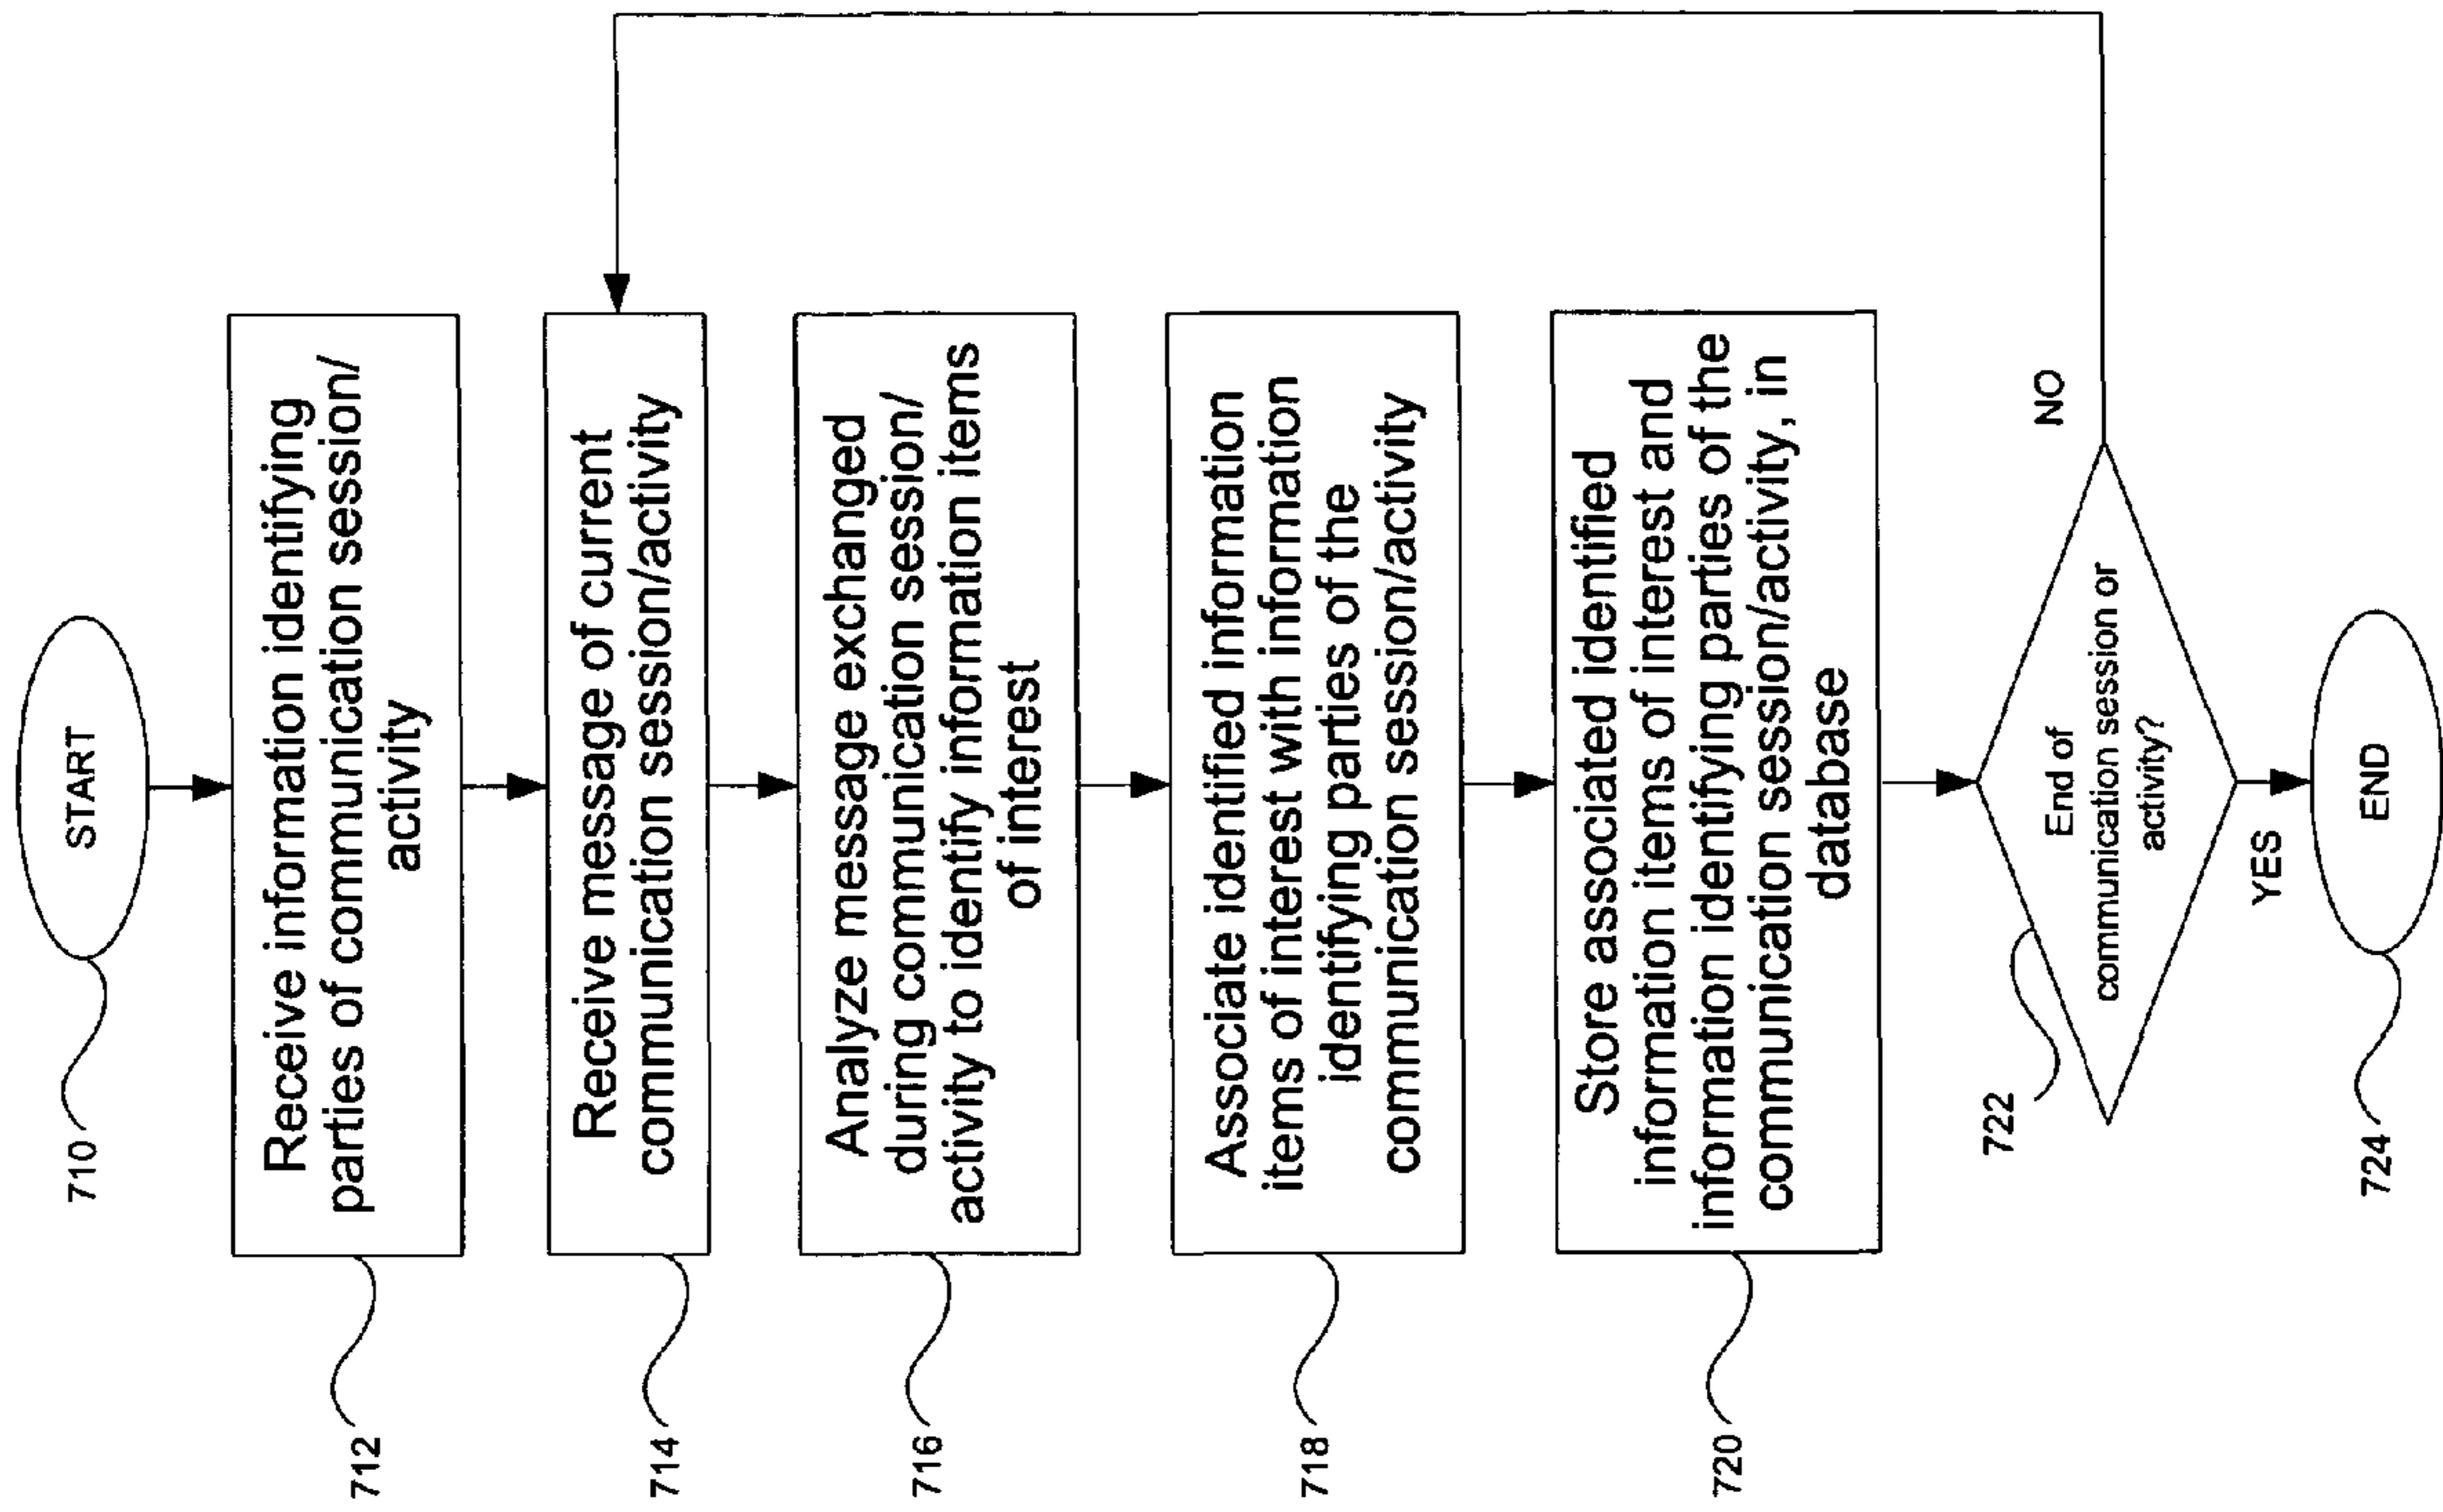 START
710
Receive information identifying
parties of communication session/
activity
712
Receive message of current
communication session/activity
714
Analyze message exchanged
during communication session/
activity to identify information items
of interest
716
Associate identified information
items of interest with information
identifying parties of the
communication session/activity
718
Store associated identified
information items of interest and
information identifying parties of the
communication session/activity, in
database
720
End of
communication session or
activity?
722
NO
YES
END
724